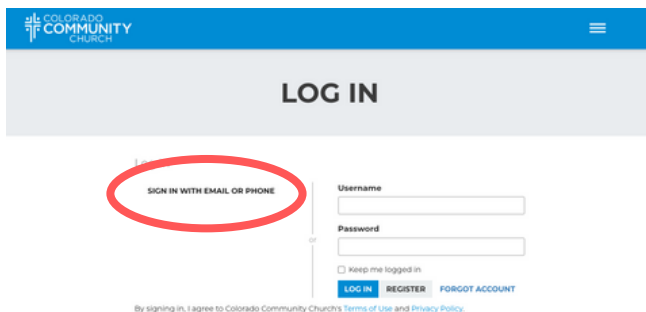 COLORADO
COMMUNITY
CHURCH
LOG IN
SIGN IN WITH EMAIL OR PHONE
or
Username
Password
Keep me logged in
LOG IN REGISTER FORGOT ACCOUNT
By signing in, I agree to Colorado Community Church's Terms of Use and Privacy Policy.